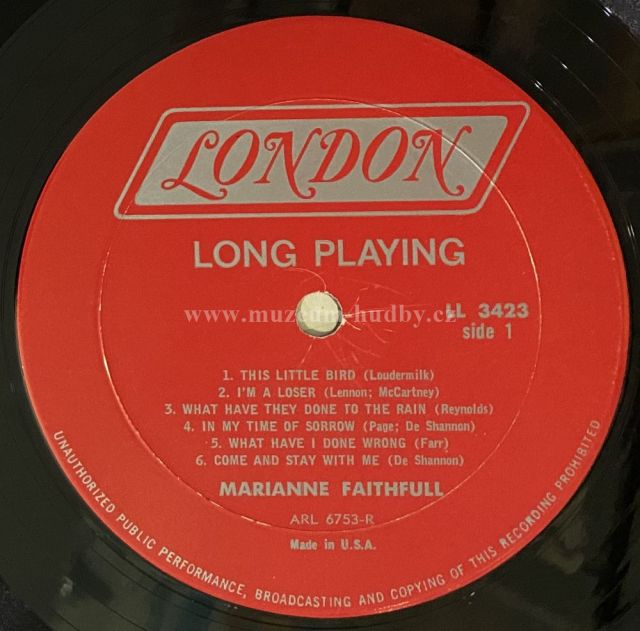 LONDON
LONG PLAYING
www.muzeum-hudby.cz
LL 3423
side 1
1. THIS LITTLE BIRD (Loudermilk)
2. I'M A LOSER (Lennon; McCartney)
3. WHAT HAVE THEY DONE TO THE RAIN (Reynolds)
4. IN MY TIME OF SORROW (Page; De Shannon)
5. WHAT HAVE I DONE WRONG (Farr)
6. COME AND STAY WITH ME (De Shannon)
MARIANNE FAITHFULL
ARL 6753-R
Made in U.S.A.
UNAUTHORIZED PUBLIC PERFORMANCE, BROADCASTING AND COPYING OF THIS RECORDING PROHIBITED